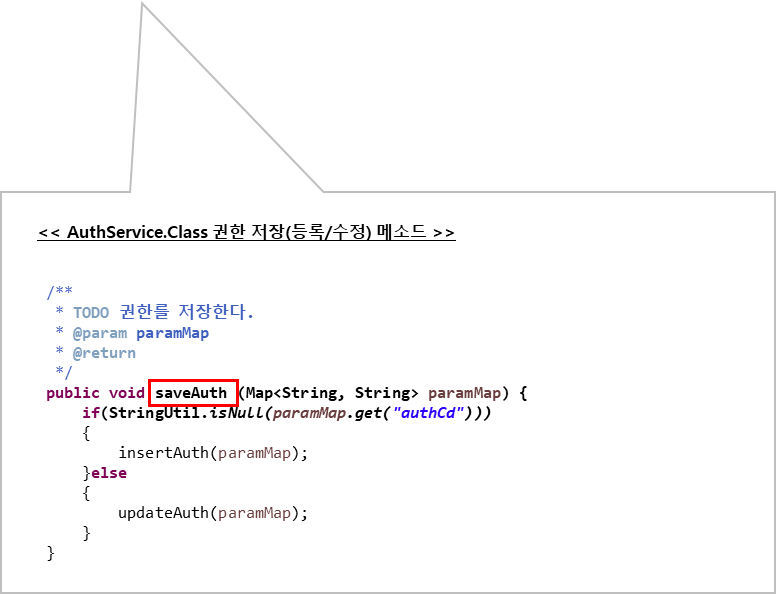 << AuthService.Class 권한 저장(등록/수정) 메소드 >>
/**
 * TODO 권한를 저장한다.
 * @param paramMap
 * @return
 */
public void saveAuth (Map<String, String> paramMap) {
    if(StringUtil.isNull(paramMap.get("authCd")))
    {
        insertAuth(paramMap);
    }else
    {
        updateAuth(paramMap);
    }
}